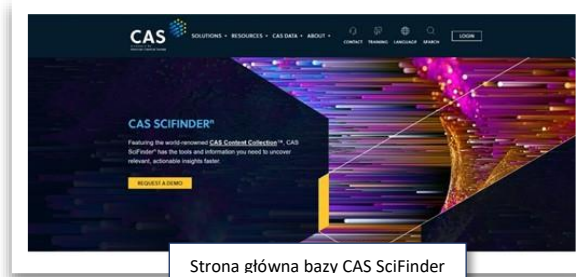 CAS
SOLUTIONS RESOURCES CAS DATA ABOUT
CONTACT TRAINING LANGUAGE SEARCH
LOGIN
CAS SCIFINDERⁿ
Featuring the world-renowned CAS Content Collection™, CAS
SciFinderⁿ has the tools and information you need to uncover
relevant, actionable insights faster.
REQUEST A DEMO
Strona główna bazy CAS SciFinder